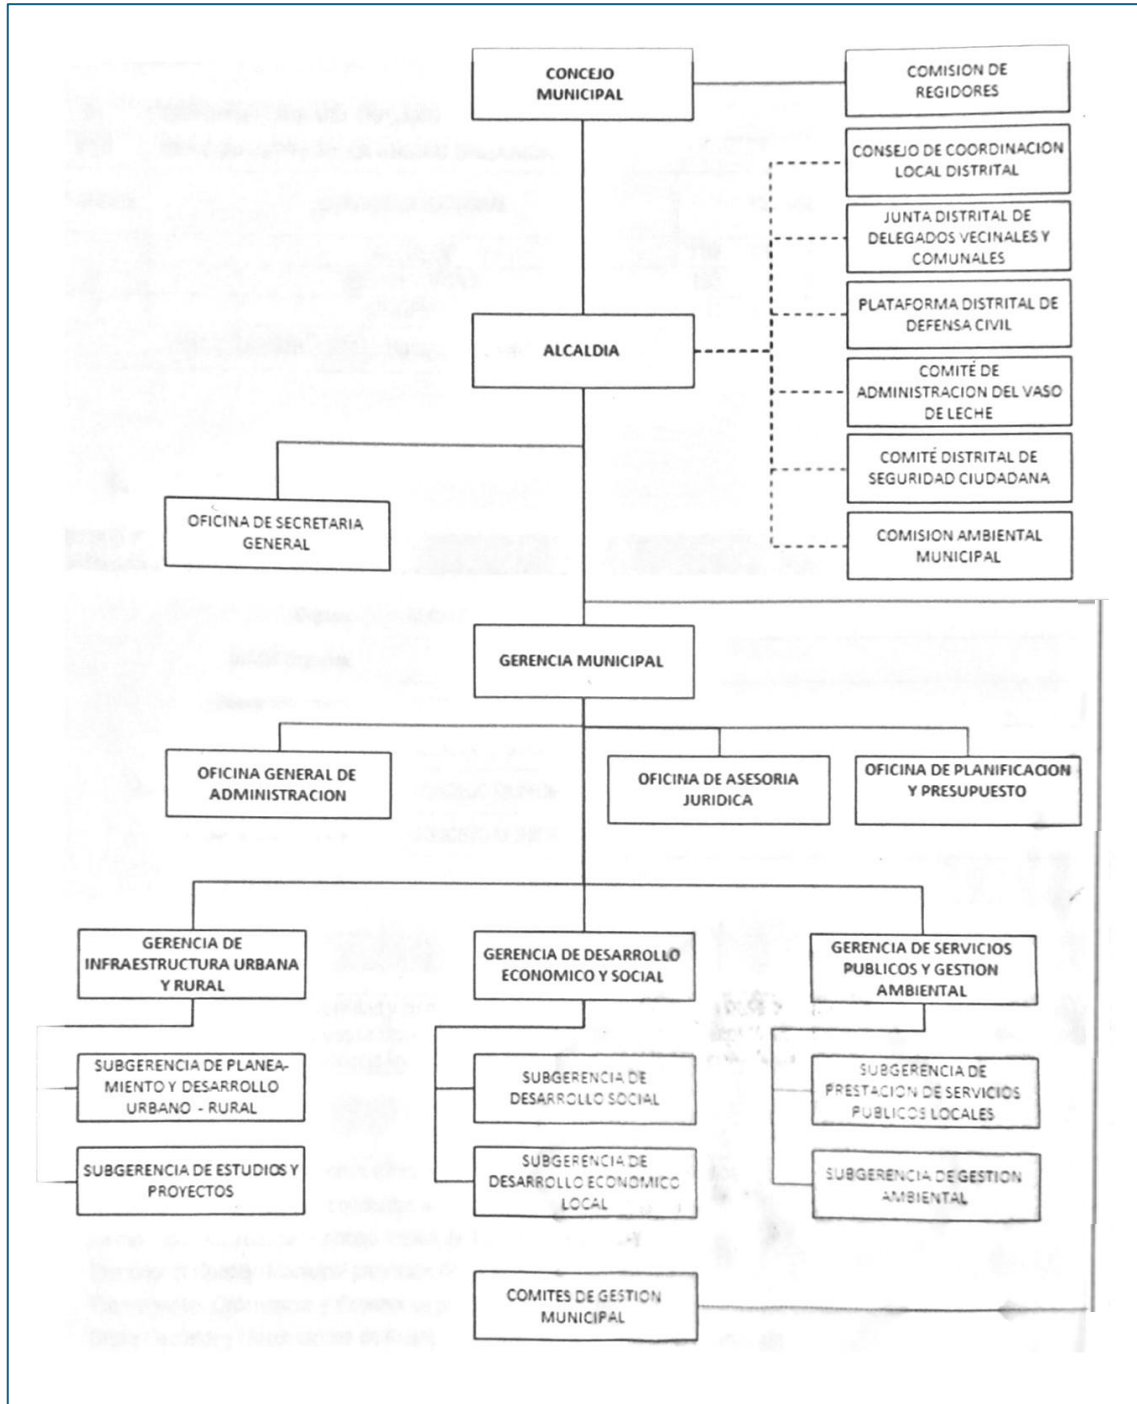 CONCEJO
MUNICIPAL
COMISION DE
REGIDORES
CONSEJO DE COORDINACION
LOCAL DISTRITAL
JUNTA DISTRITAL DE
DELEGADOS VECINALES Y
COMUNALES
PLATAFORMA DISTRITAL DE
DEFENSA CIVIL
ALCALDIA
COMITÉ DE
ADMINISTRACION DEL VASO
DE LECHE
COMITÉ DISTRITAL DE
SEGURIDAD CIUDADANA
OFICINA DE SECRETARIA
GENERAL
COMISION AMBIENTAL
MUNICIPAL
GERENCIA MUNICIPAL
OFICINA GENERAL DE
ADMINISTRACION
OFICINA DE ASESORIA
JURIDICA
OFICINA DE PLANIFICACION
Y PRESUPUESTO
GERENCIA DE
INFRAESTRUCTURA URBANA
Y RURAL
GERENCIA DE DESARROLLO
ECONOMICO Y SOCIAL
GERENCIA DE SERVICIOS
PUBLICOS Y GESTION
AMBIENTAL
SUBGERENCIA DE PLANEA-
MIENTO Y DESARROLLO
URBANO - RURAL
SUBGERENCIA DE
DESARROLLO SOCIAL
SUBGERENCIA DE
PRESTACION DE SERVICIOS
PUBLICOS LOCALES
SUBGERENCIA DE ESTUDIOS Y
PROYECTOS
SUBGERENCIA DE
DESARROLLO ECONOMICO
LOCAL
SUBGERENCIA DE GESTION
AMBIENTAL
COMITES DE GESTION
MUNICIPAL